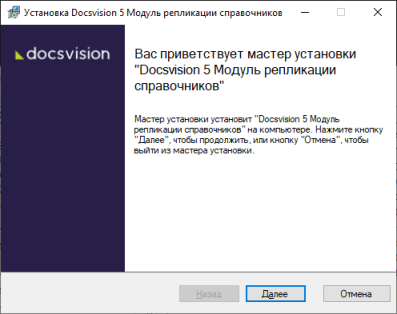 Установка Docsvision 5 Модуль репликации справочников
docsvision
Вас приветствует мастер установки
"Docsvision 5 Модуль репликации
справочников"
Мастер установки установит "Docsvision 5 Модуль
репликации справочников" на компьютере. Нажмите кнопку
"Далее", чтобы продолжить, или кнопку "Отмена", чтобы
выйти из мастера установки.
Назад
Далее
Отмена